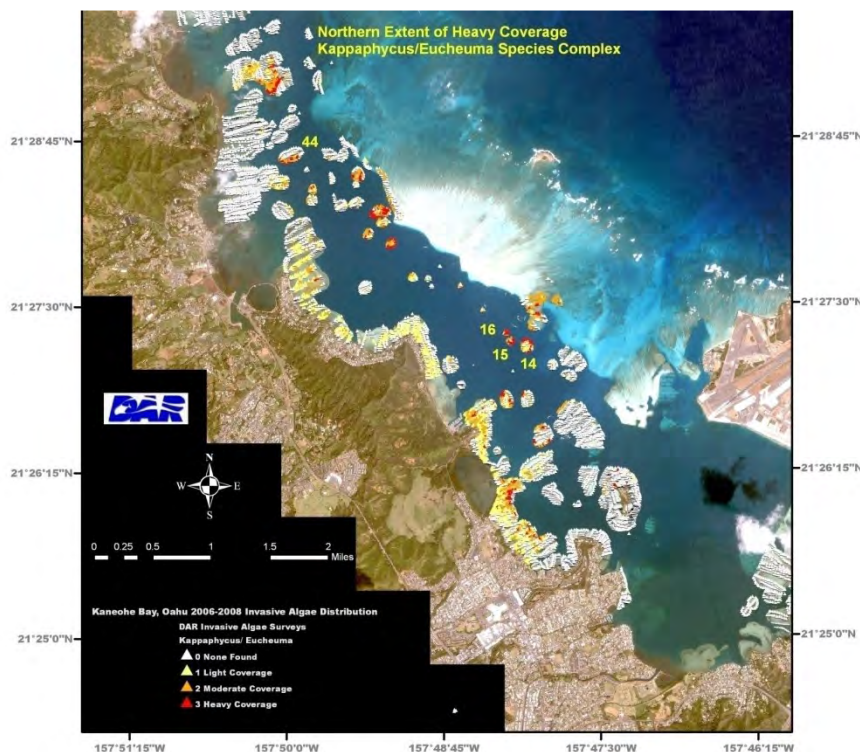 Northern Extent of Heavy Coverage
Kappaphycus/Eucheuma Species Complex
21°28'45"N
44
21°28'45"N
21°27'30"N
21°27'30"N
16
15
14
DAR
21°26'15"N
21°26'15"N
N
W
E
S
0 0.25 0.5 1 1.5 2
Miles
Kaneohe Bay, Oahu 2006-2008 Invasive Algae Distribution
DAR Invasive Algae Surveys
Kappaphycus/ Eucheuma
0 None Found
1 Light Coverage
2 Moderate Coverage
3 Heavy Coverage
21°25'0"N
21°25'0"N
157°51'15"W 157°50'0"W 157°48'45"W 157°47'30"W 157°46'15"W